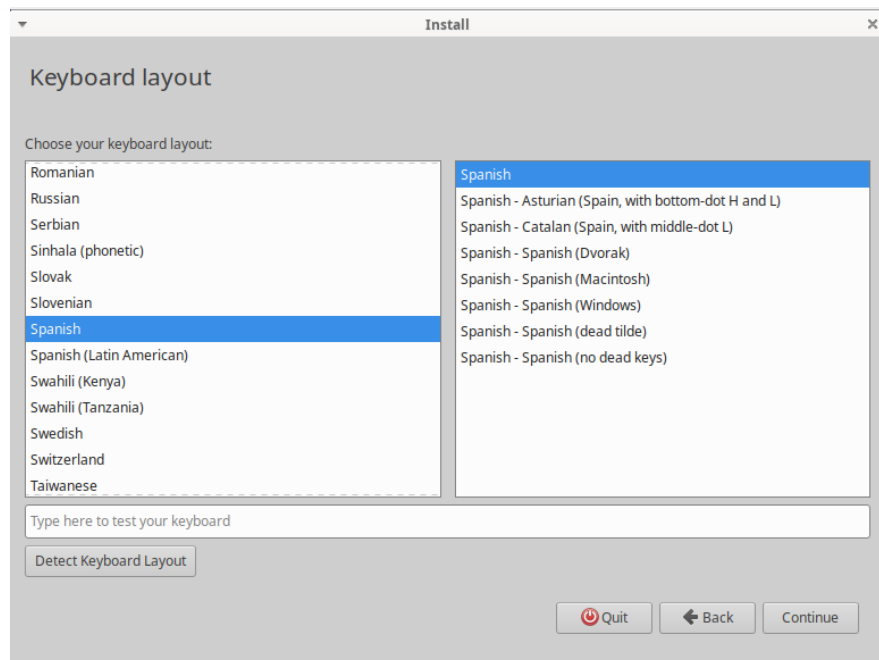 Install
Keyboard layout
Choose your keyboard layout:
Romanian
Russian
Serbian
Sinhala (phonetic)
Slovak
Slovenian
Spanish
Spanish (Latin American)
Swahili (Kenya)
Swahili (Tanzania)
Swedish
Switzerland
Taiwanese
Spanish
Spanish - Asturian (Spain, with bottom-dot H and L)
Spanish - Catalan (Spain, with middle-dot L)
Spanish - Spanish (Dvorak)
Spanish - Spanish (Macintosh)
Spanish - Spanish (Windows)
Spanish - Spanish (dead tilde)
Spanish - Spanish (no dead keys)
Type here to test your keyboard
Detect Keyboard Layout
Quit Back Continue